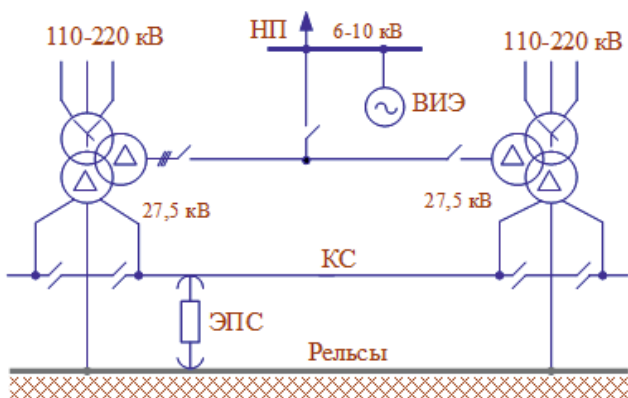 110-220 кВ
НП
6-10 кВ
110-220 кВ
ВИЭ
27,5 кВ
27,5 кВ
КС
ЭПС
Рельсы